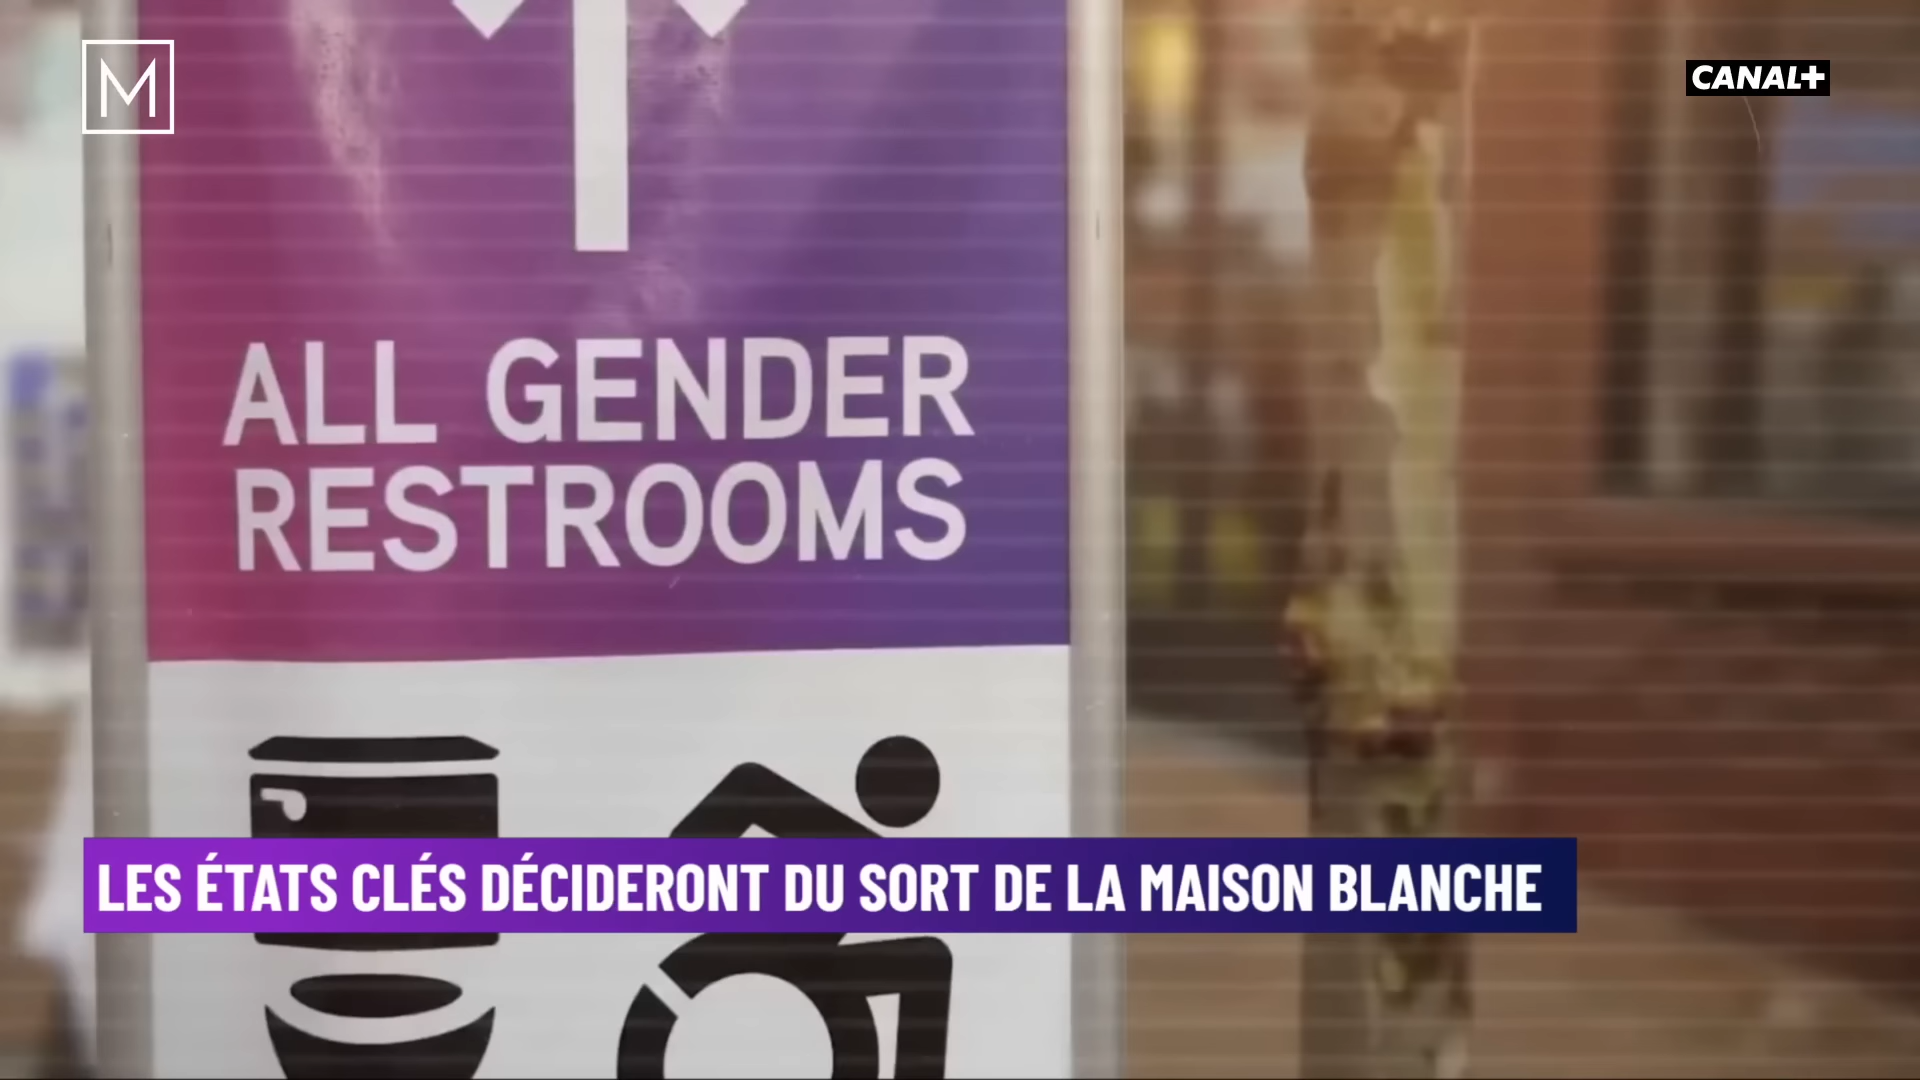 M
CANAL+
ALL GENDER
RESTROOMS
LES ÉTATS CLÉS DÉCIDERONT DU SORT DE LA MAISON BLANCHE